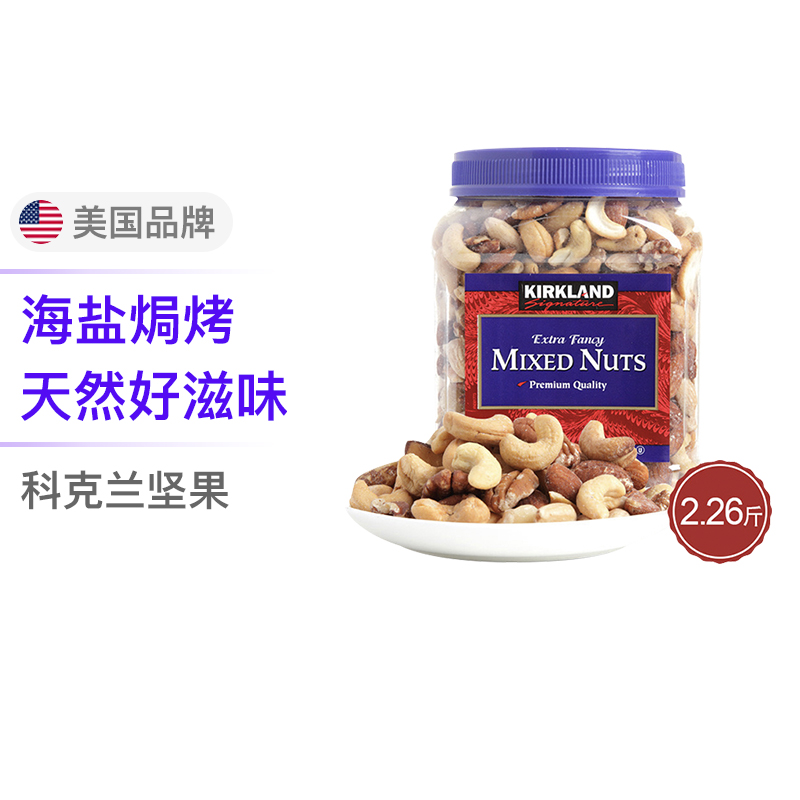 美国品牌
海盐焗烤
天然好滋味
科克兰坚果
KIRKLAND
Signature
Extra Fancy
MIXED NUTS
Premium Quality
2.26斤